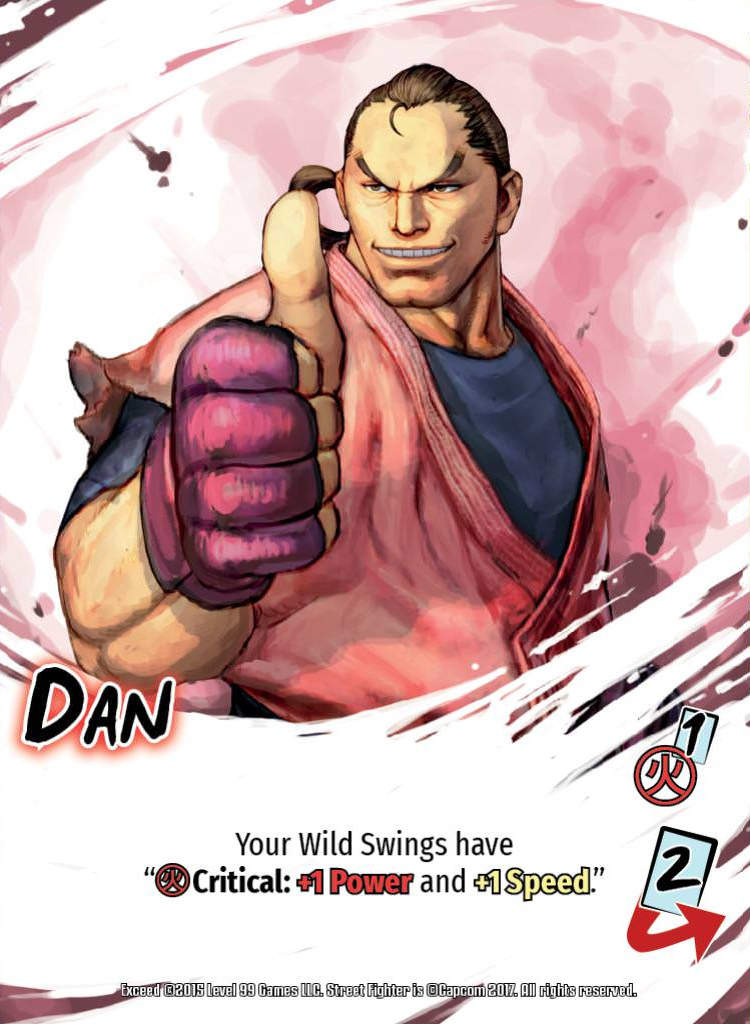 DAN
1
火
2
Your Wild Swings have
“火 Critical: +1 Power and +1 Speed.”
Exceed ©2015 Level 99 Games LLC. Street Fighter is ©Capcom 2017. All rights reserved.